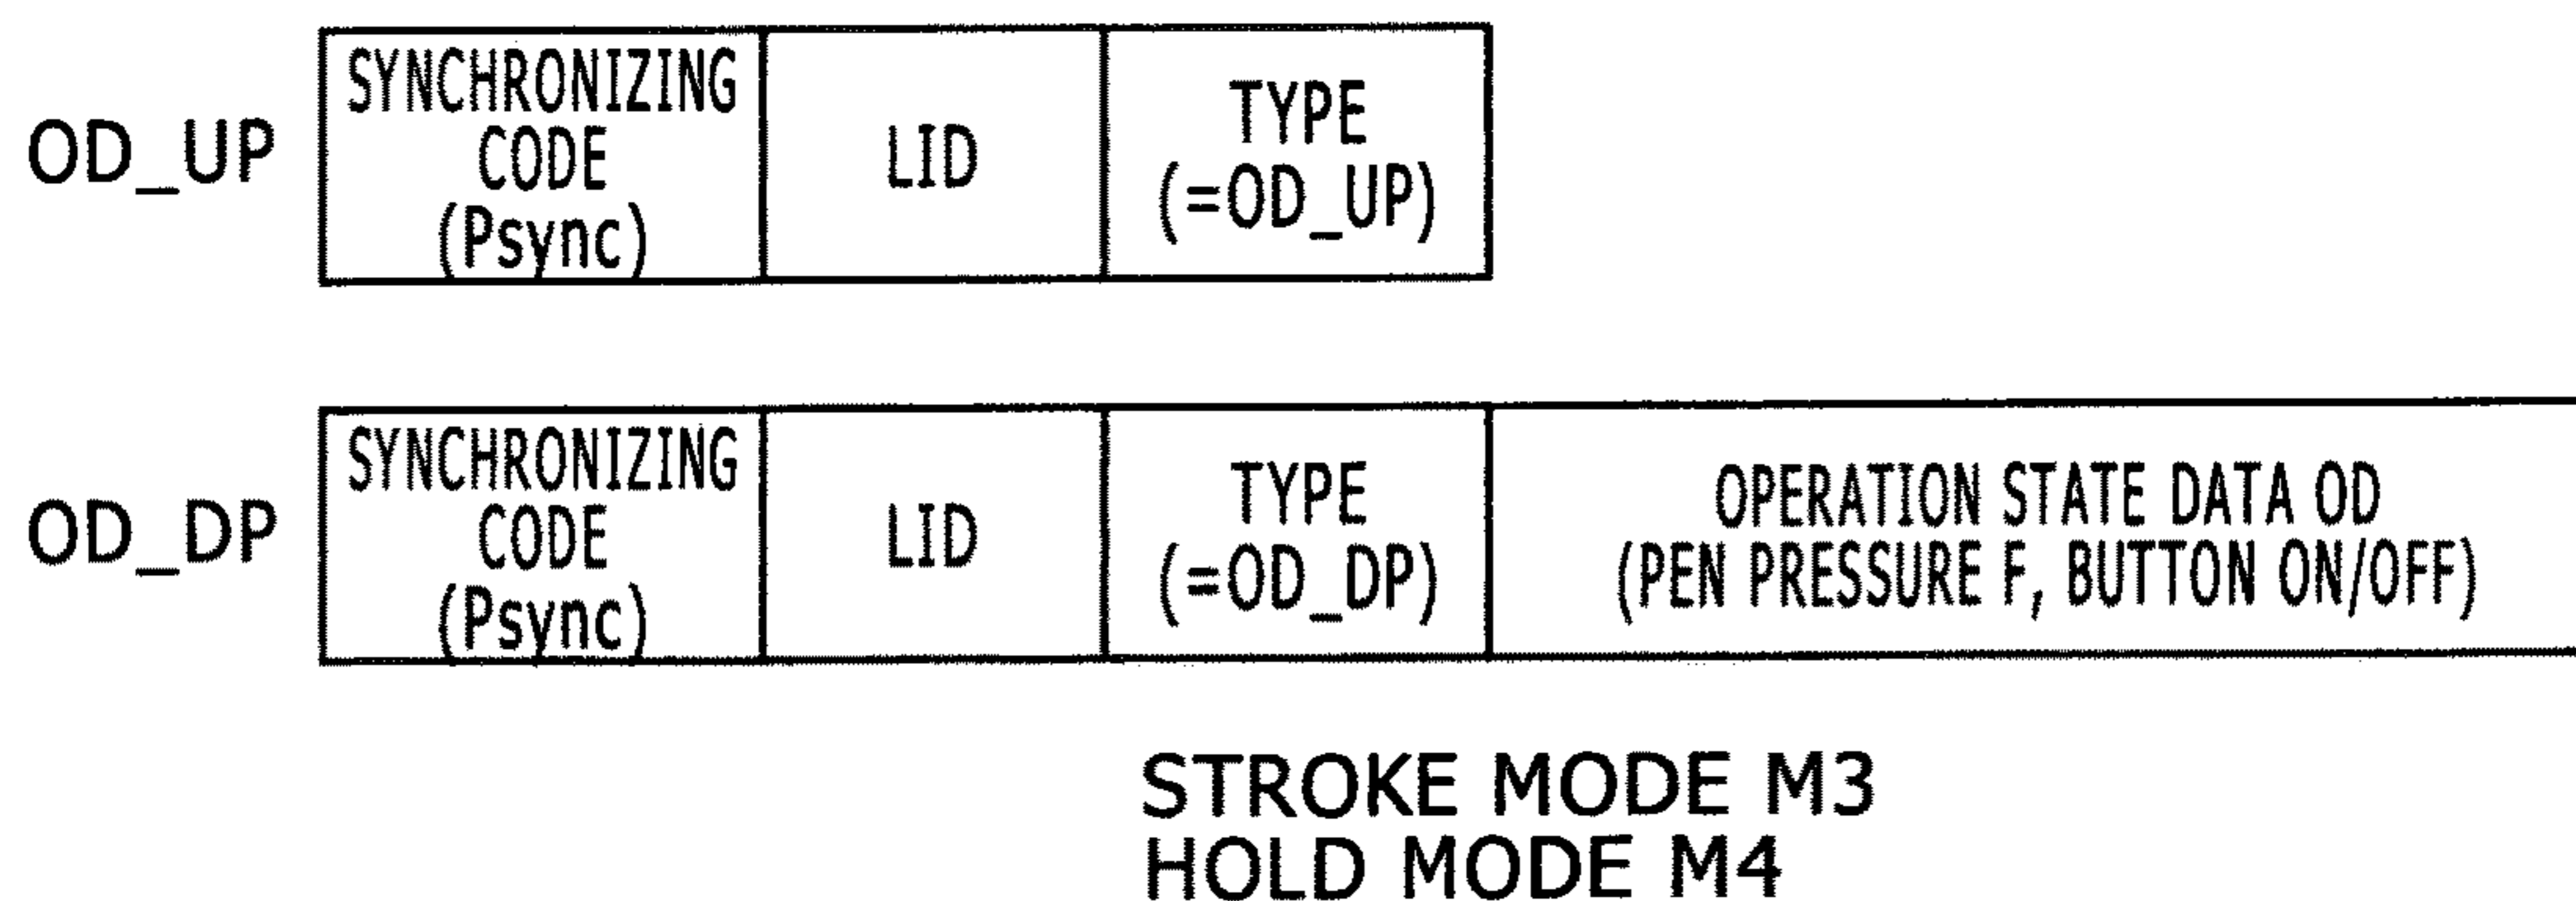 OD_UP
SYNCHRONIZING
CODE
(Psync)
LID
TYPE
(=OD_UP)
OD_DP
SYNCHRONIZING
CODE
(Psync)
LID
TYPE
(=OD_DP)
OPERATION STATE DATA OD
(PEN PRESSURE F, BUTTON ON/OFF)
STROKE MODE M3
HOLD MODE M4